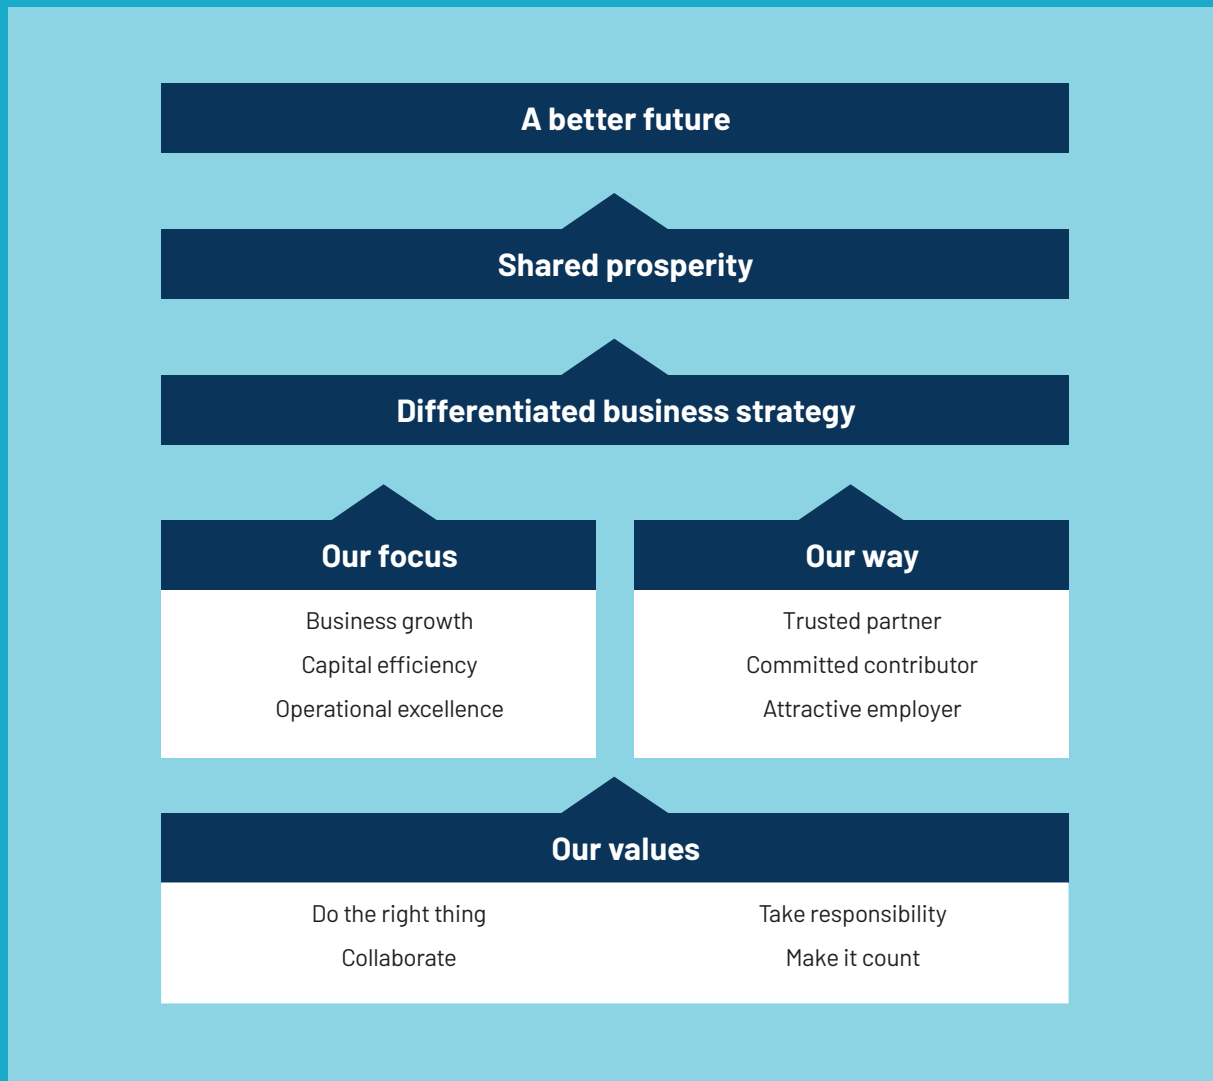 A better future
Shared prosperity
Differentiated business strategy
Our focus
Business growth
Capital efficiency
Operational excellence
Our way
Trusted partner
Committed contributor
Attractive employer
Our values
Do the right thing
Collaborate
Take responsibility
Make it count